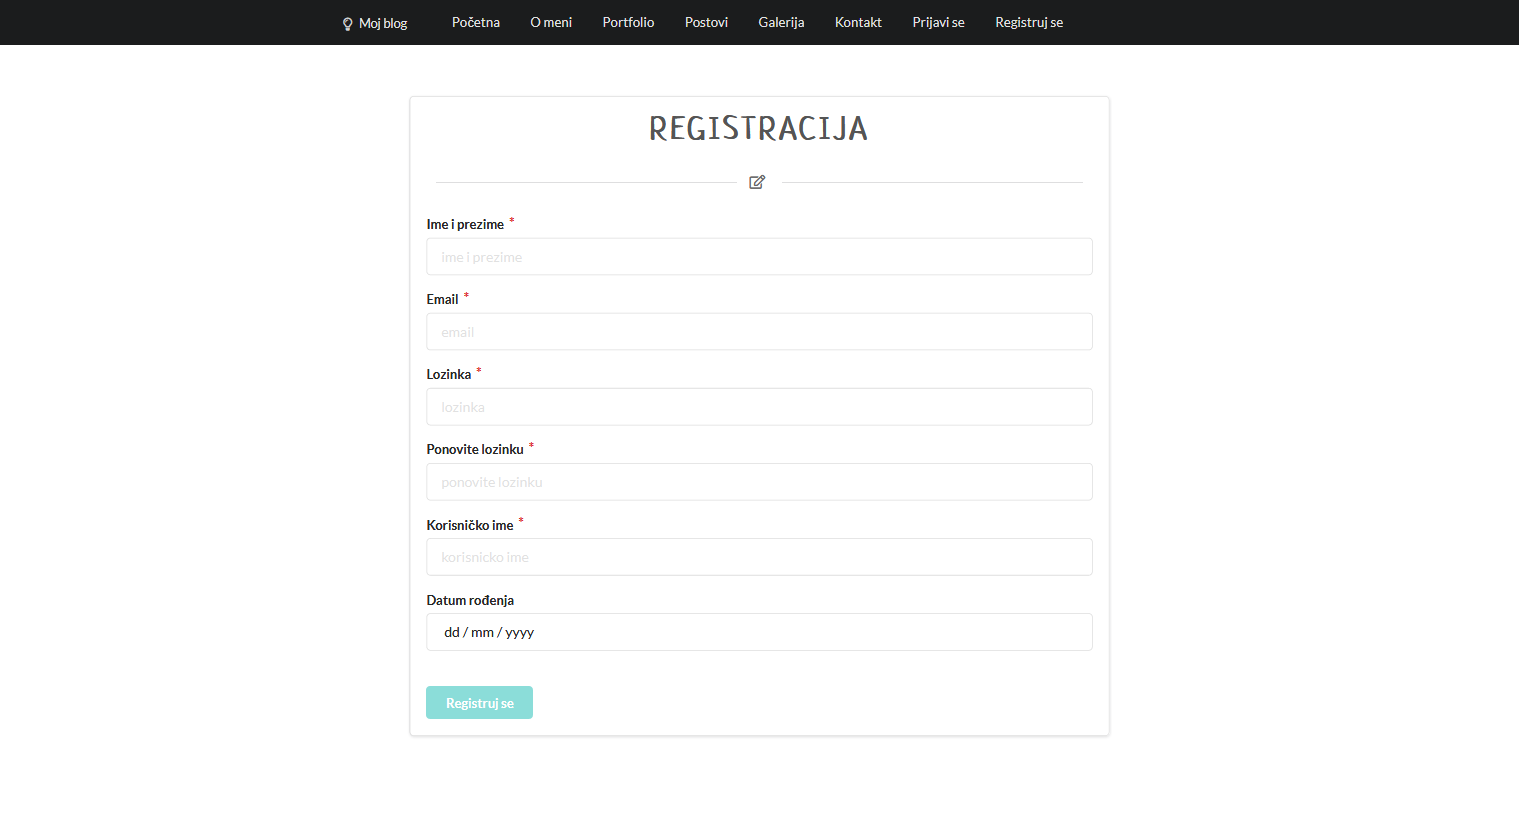 Moj blog Početna O meni Portfolio Postovi Galerija Kontakt Prijavi se Registruj se
REGISTRACIJA
Ime i prezime *
ime i prezime
Email *
email
Lozinka *
lozinka
Ponovite lozinku *
ponovite lozinku
Korisničko ime *
korisnicko ime
Datum rođenja
dd / mm / yyyy
Registruj se